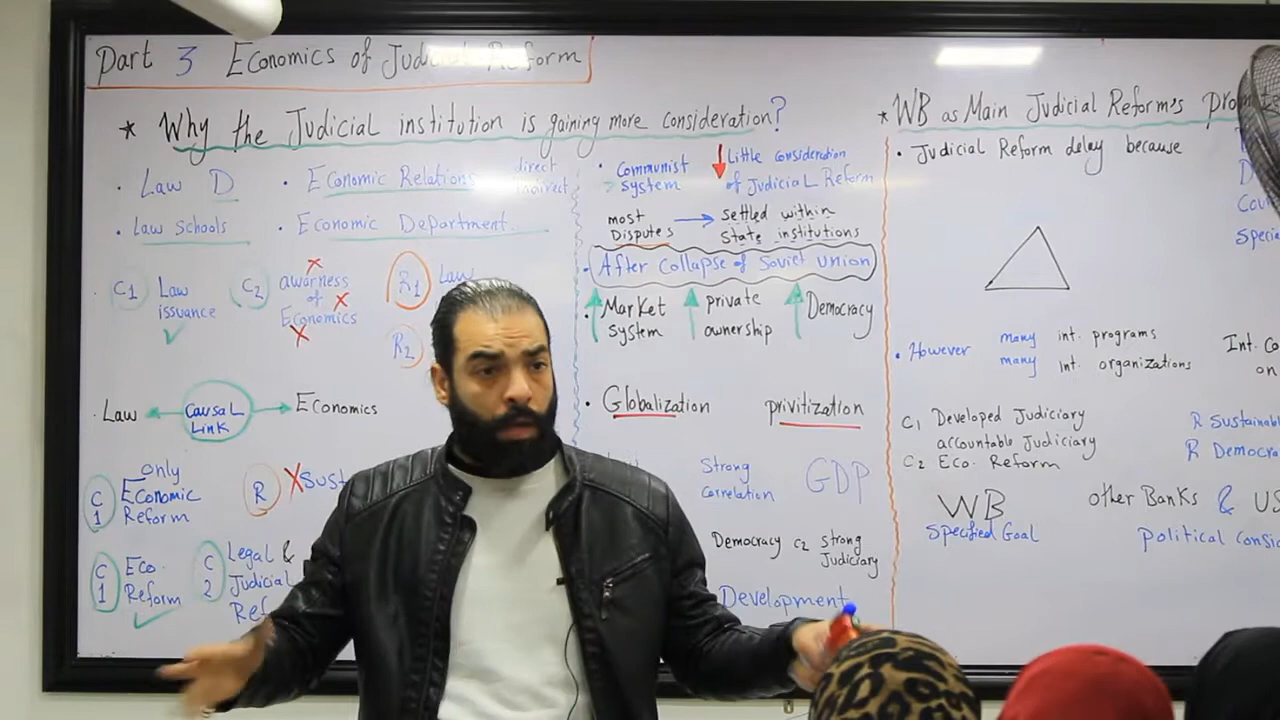 Part 3 Economics of Judicial Reform
* Why the Judicial institution is gaining more consideration?
. Law D . Economic Relations direct
indirect
. Law schools . Economic Department
. C1 Law issuance
C2 awarness of Economics
R1 Law
R2
. Law Causal Link Economics
C1 only Economic Reform
R X Sust
C1 Eco. Reform
C2 Legal & Judicial Ref
. Communist system
Little consideration
of Judicial Reform
most Disputes
settled within
State institutions
. After collapse of Soviet union
. Market system
private ownership
Democracy
. Globalization privitization
Strong Correlation
GDP
Democracy C2 strong Judiciary
Development
* WB as Main Judicial Reform's prom
. Judicial Reform delay because
D
Cou
Specia
. However many int. programs
many int. organizations
Int. co
on
C1 Developed Judiciary
accountable Judiciary
C2 Eco. Reform
R Sustainabl
R Democra
WB
Specified Goal
other Banks & US
Political Consi